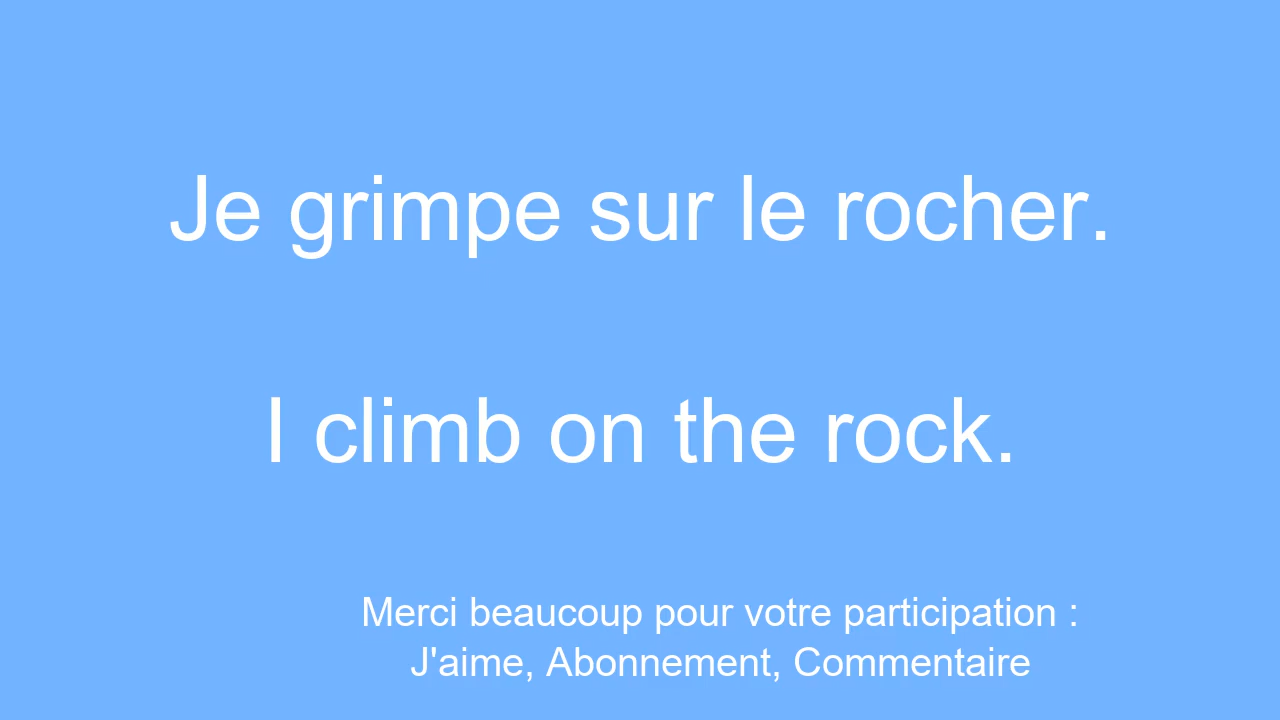 Je grimpe sur le rocher.
I climb on the rock.
Merci beaucoup pour votre participation :
J'aime, Abonnement, Commentaire